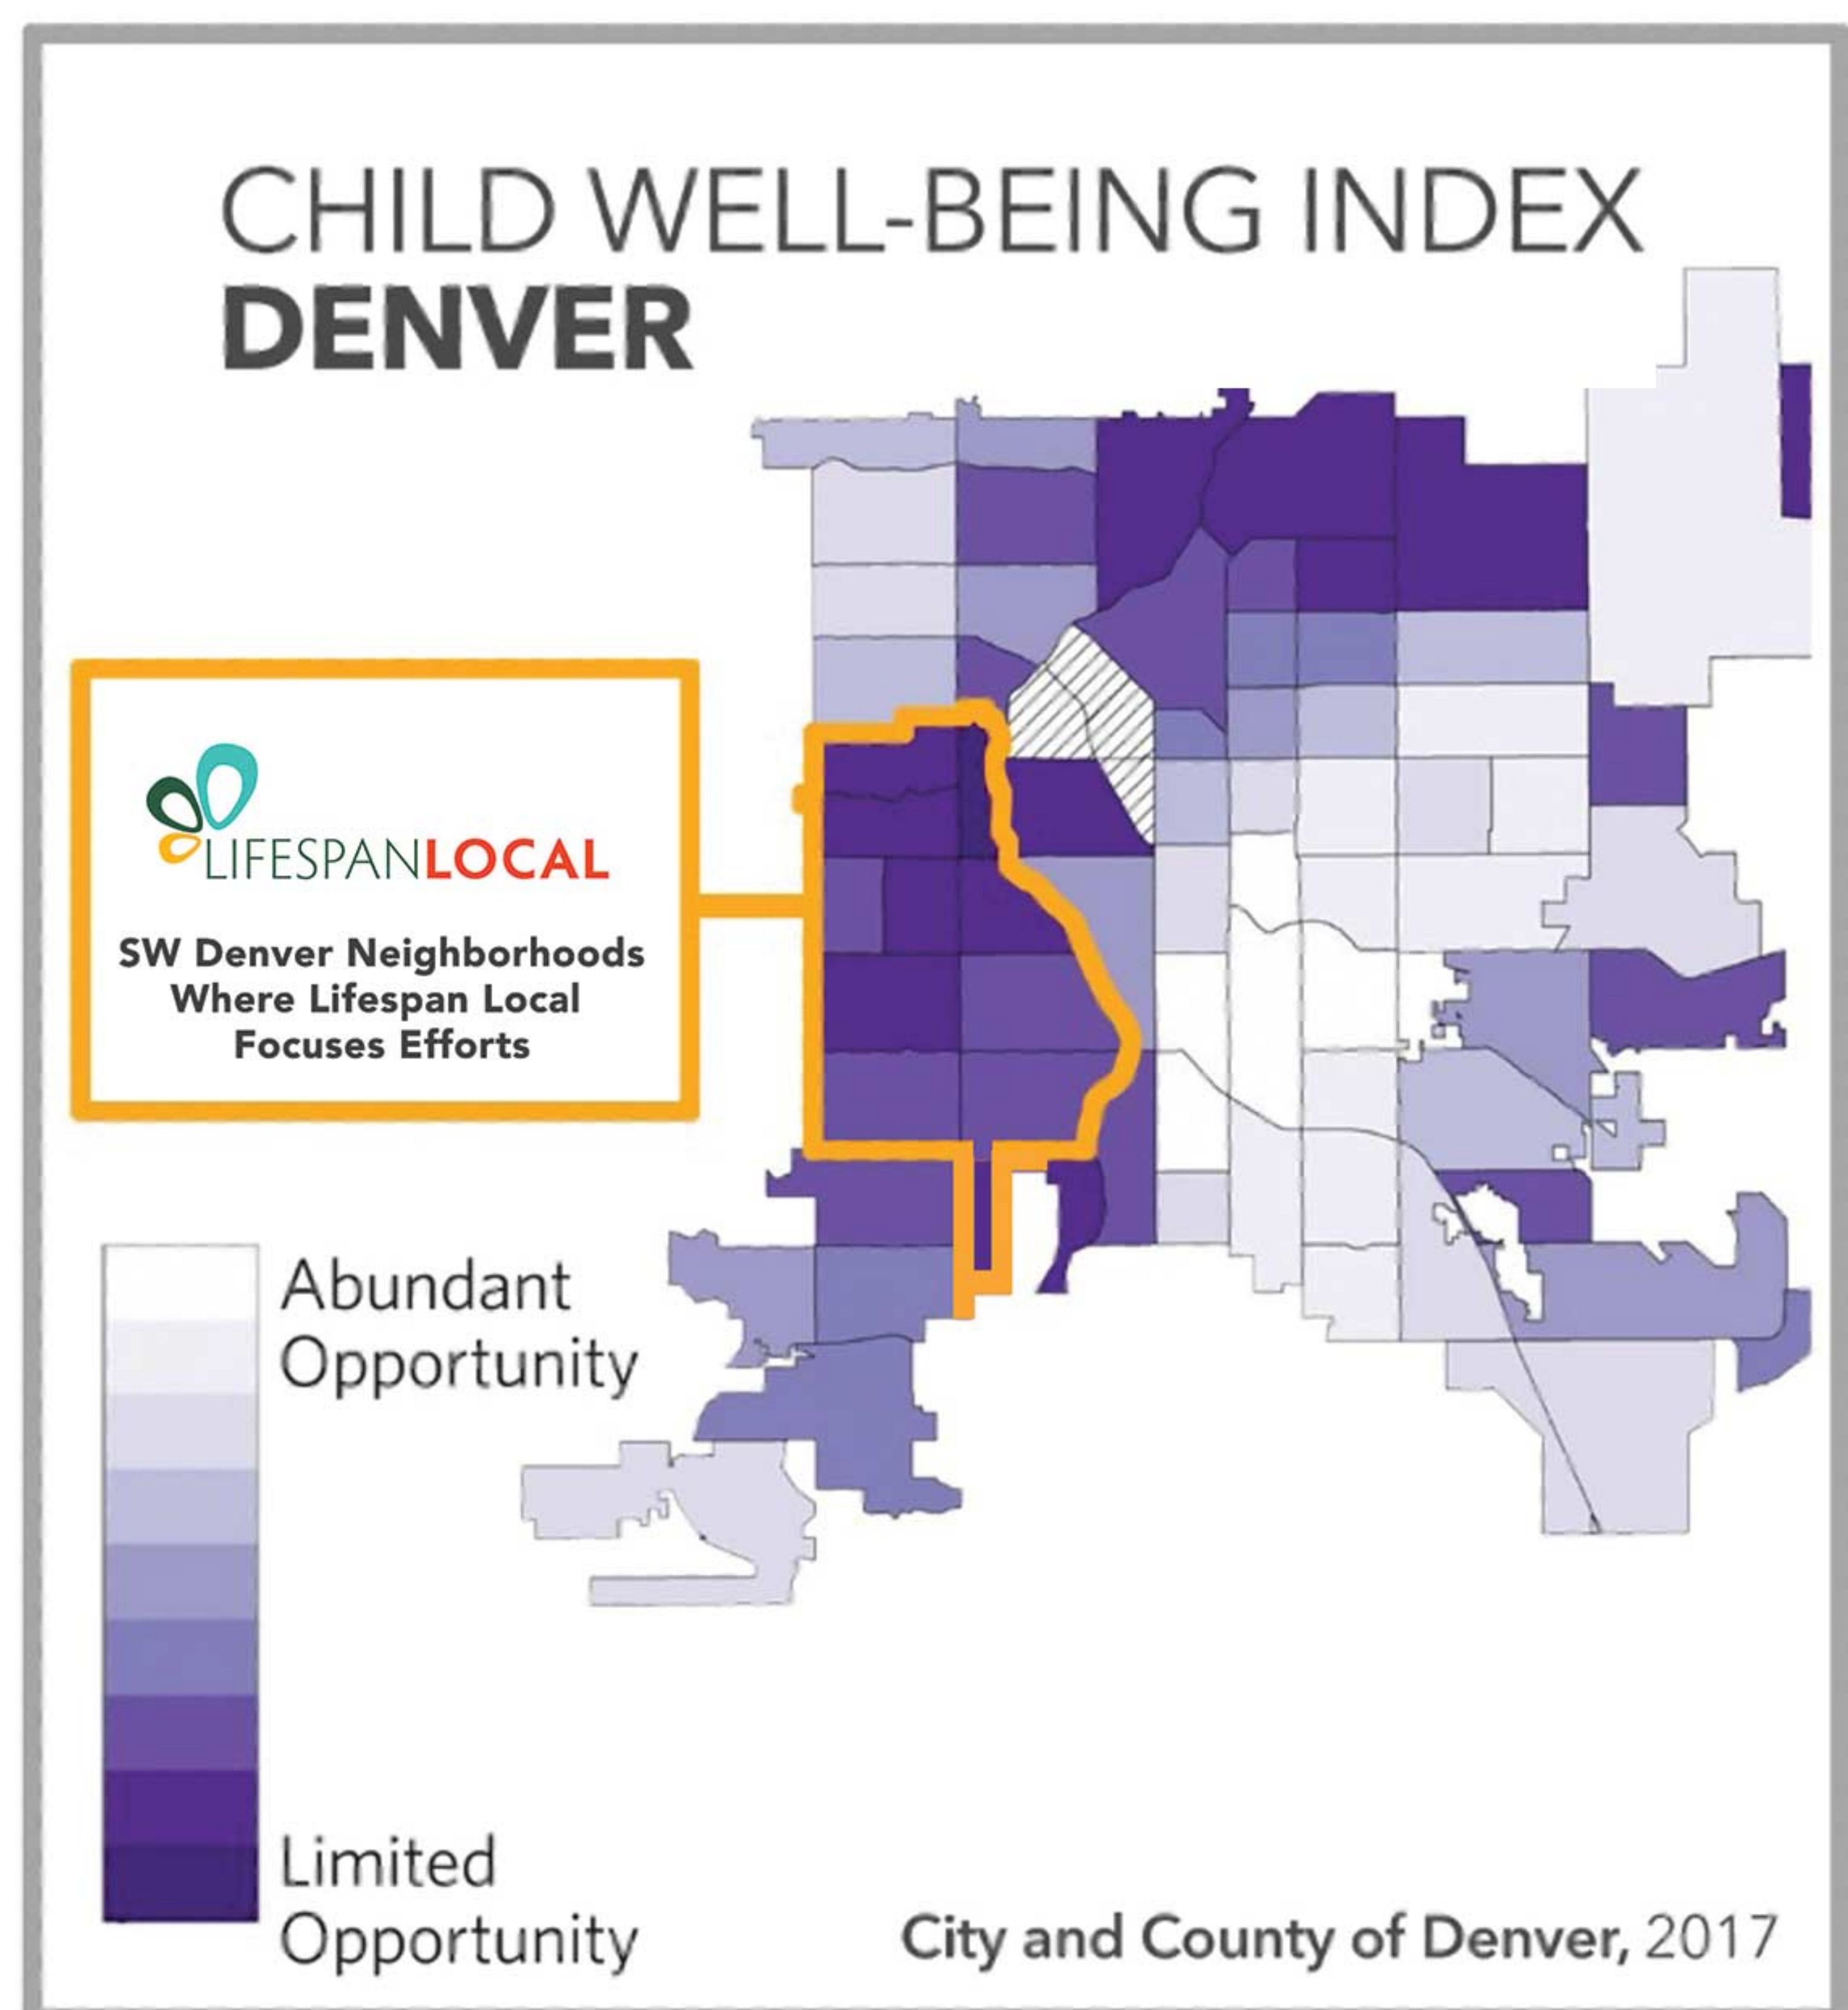 CHILD WELL-BEING INDEX
DENVER
LIFESPANLOCAL
SW Denver Neighborhoods
Where Lifespan Local
Focuses Efforts
Abundant
Opportunity
Limited
Opportunity
City and County of Denver, 2017